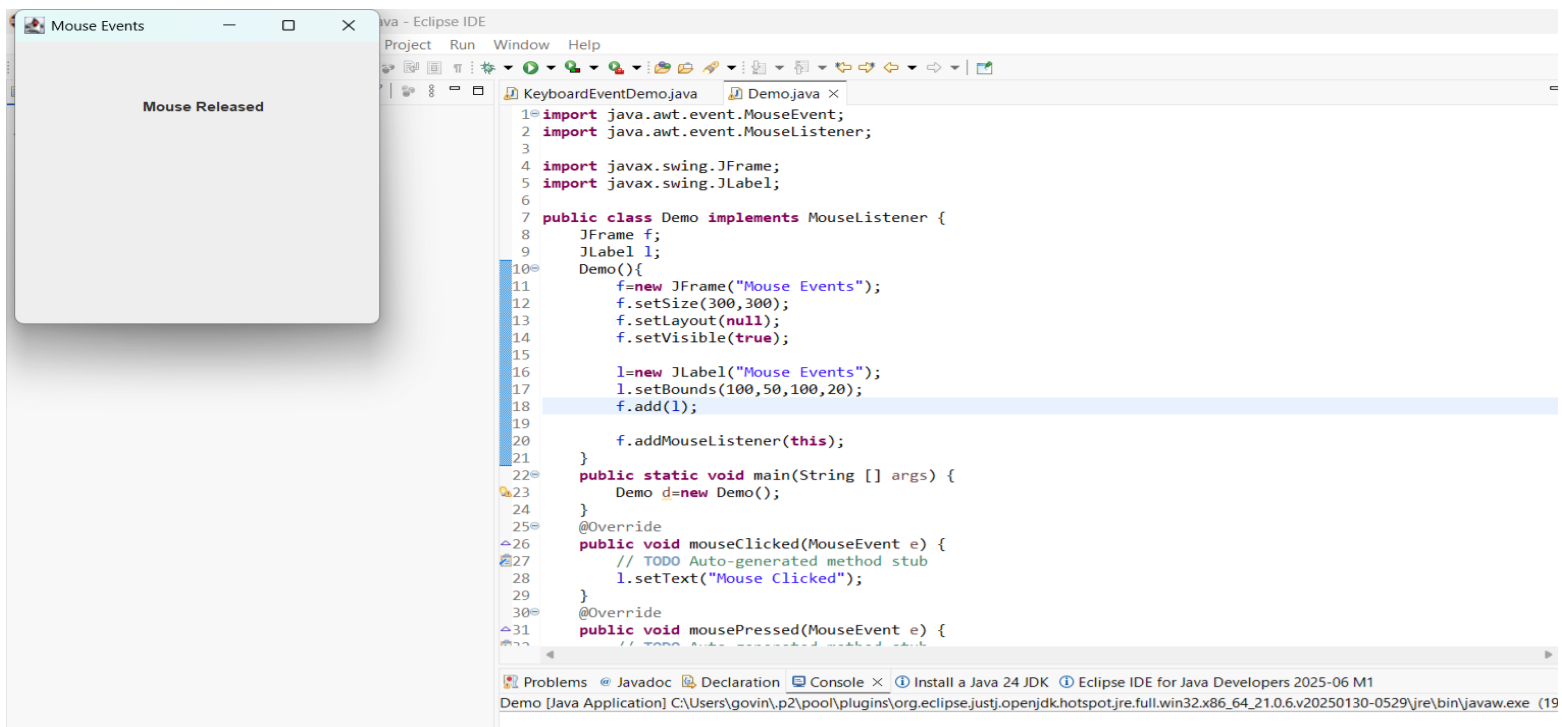 Mouse Events
Mouse Released
ava - Eclipse IDE
Project Run Window Help
KeyboardEventDemo.java Demo.java
1 import java.awt.event.MouseEvent;
2 import java.awt.event.MouseListener;
3
4 import javax.swing.JFrame;
5 import javax.swing.JLabel;
6
7 public class Demo implements MouseListener {
8 JFrame f;
9 JLabel l;
10 Demo(){
11 f=new JFrame("Mouse Events");
12 f.setSize(300,300);
13 f.setLayout(null);
14 f.setVisible(true);
15
16 l=new JLabel("Mouse Events");
17 l.setBounds(100,50,100,20);
18 f.add(l);
19
20 f.addMouseListener(this);
21 }
22 public static void main(String [] args) {
23 Demo d=new Demo();
24 }
25 @Override
26 public void mouseClicked(MouseEvent e) {
27 // TODO Auto-generated method stub
28 l.setText("Mouse Clicked");
29 }
30 @Override
31 public void mousePressed(MouseEvent e) {
Problems Javadoc Declaration Console Install a Java 24 JDK Eclipse IDE for Java Developers 2025-06 M1
Demo [Java Application] C:\Users\govin\.p2\pool\plugins\org.eclipse.justj.openjdk.hotspot.jre.full.win32.x86_64_21.0.6.v20250130-0529\jre\bin\javaw.exe (19